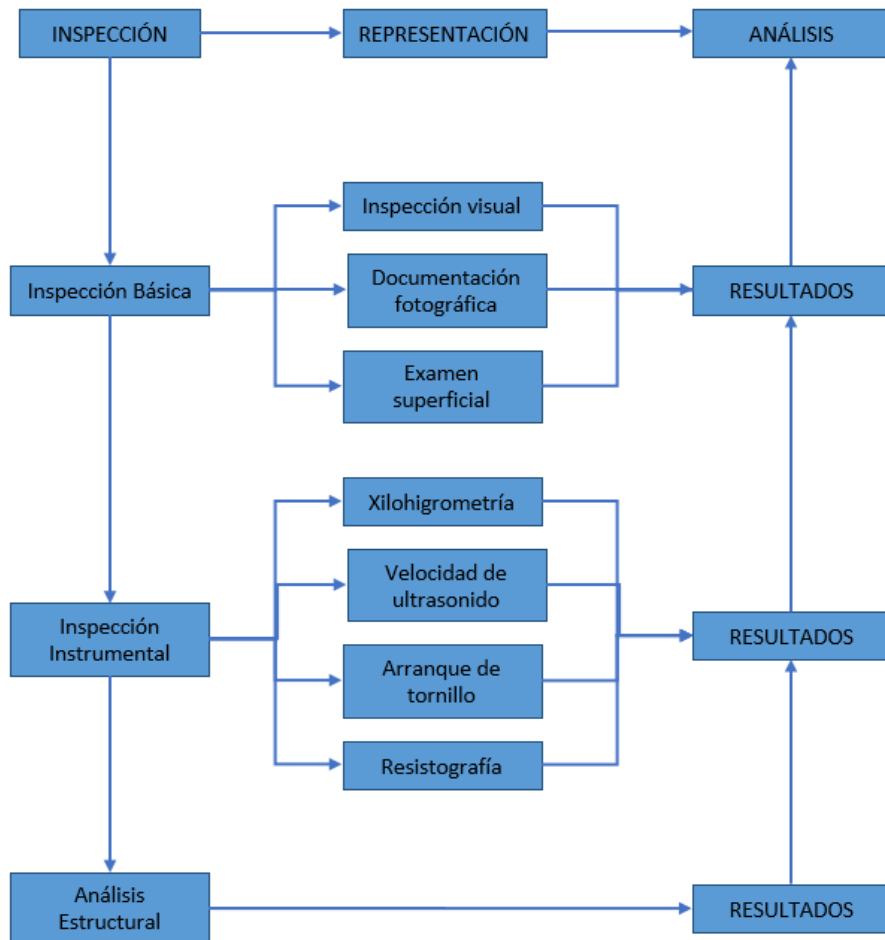 INSPECCIÓN
REPRESENTACIÓN
ANÁLISIS
Inspección visual
Inspección Básica
Documentación
fotográfica
RESULTADOS
Examen
superficial
Xilohigrometría
Velocidad de
ultrasonido
Inspección
Instrumental
RESULTADOS
Arranque de
tornillo
Resistografía
Análisis
Estructural
RESULTADOS